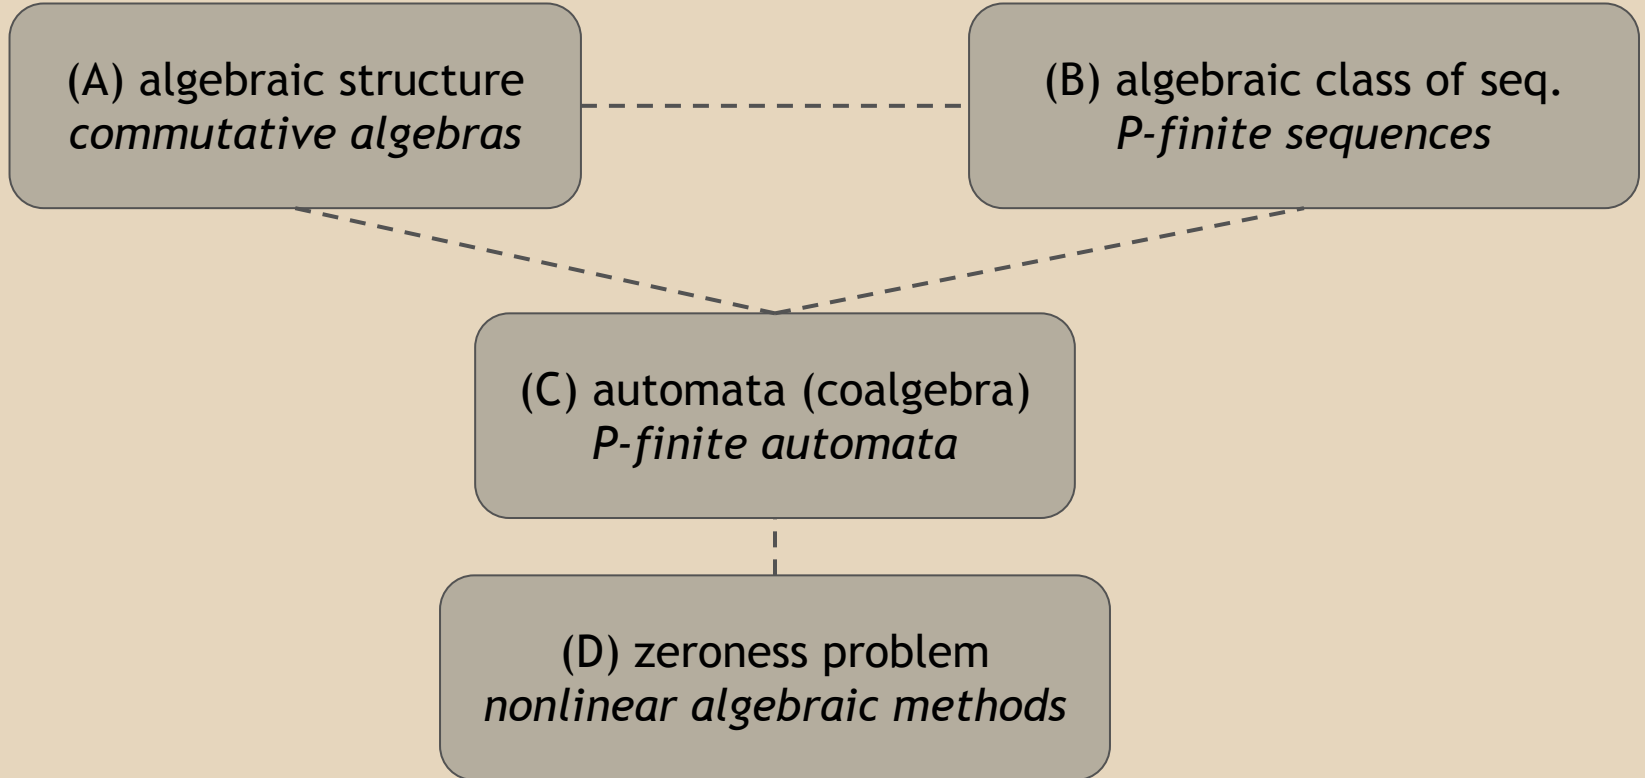 (A) algebraic structure
commutative algebras
(B) algebraic class of seq.
P-finite sequences
(C) automata (coalgebra)
P-finite automata
(D) zeroness problem
nonlinear algebraic methods